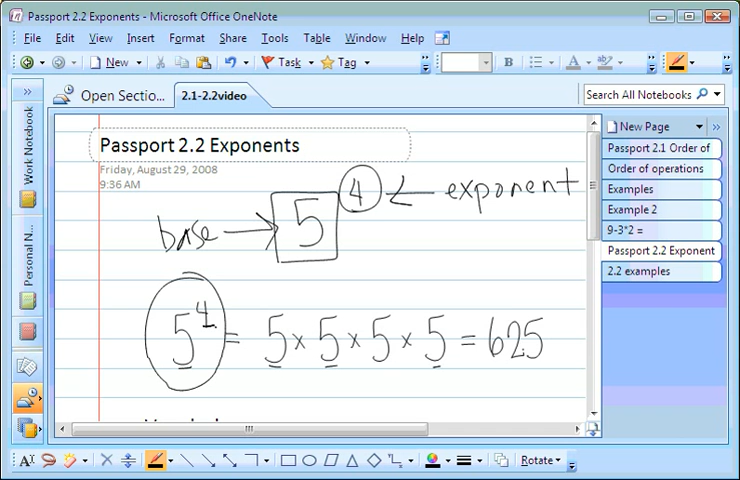 Passport 2.2 Exponents - Microsoft Office OneNote
File Edit View Insert Format Share Tools Table Window Help
New Task Tag B A ab
Open Sectio... 2.1-2.2video Search All Notebooks
Work Notebook
Personal N...
New Page
Passport 2.1 Order of
Order of operations
Examples
Example 2
9-3*2 =
Passport 2.2 Exponent
2.2 examples
Passport 2.2 Exponents
Friday, August 29, 2008
9:36 AM
base → 5⁴ ← exponent
5⁴ = 5 × 5 × 5 × 5 = 625
Rotate